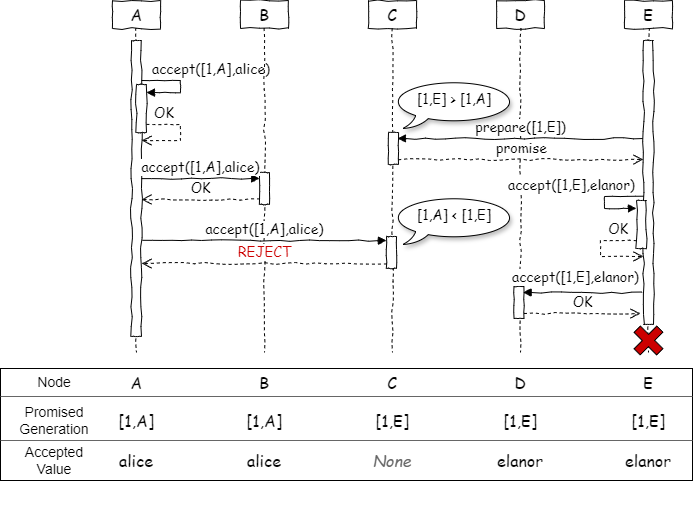 A B C D E
accept([1,A],alice)
[1,E] > [1,A]
OK
prepare([1,E])
promise
accept([1,A],alice)
OK
accept([1,E],elanor)
[1,A] < [1,E]
accept([1,A],alice)
OK
REJECT
accept([1,E],elanor)
OK
Node A B C D E
Promised
Generation [1,A] [1,A] [1,E] [1,E] [1,E]
Accepted
Value alice alice None elanor elanor